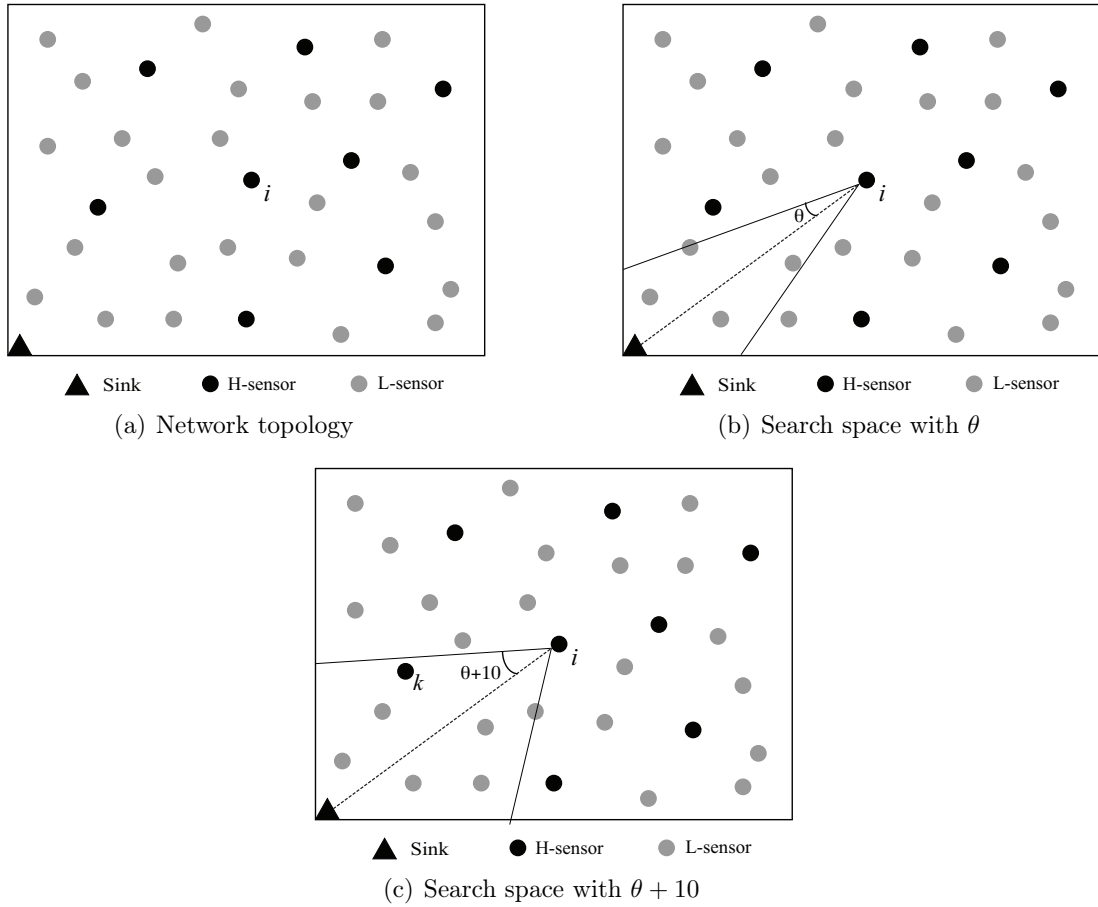 i
Sink H-sensor L-sensor
(a) Network topology
θ
i
Sink H-sensor L-sensor
(b) Search space with θ
k
θ+10
i
Sink H-sensor L-sensor
(c) Search space with θ + 10